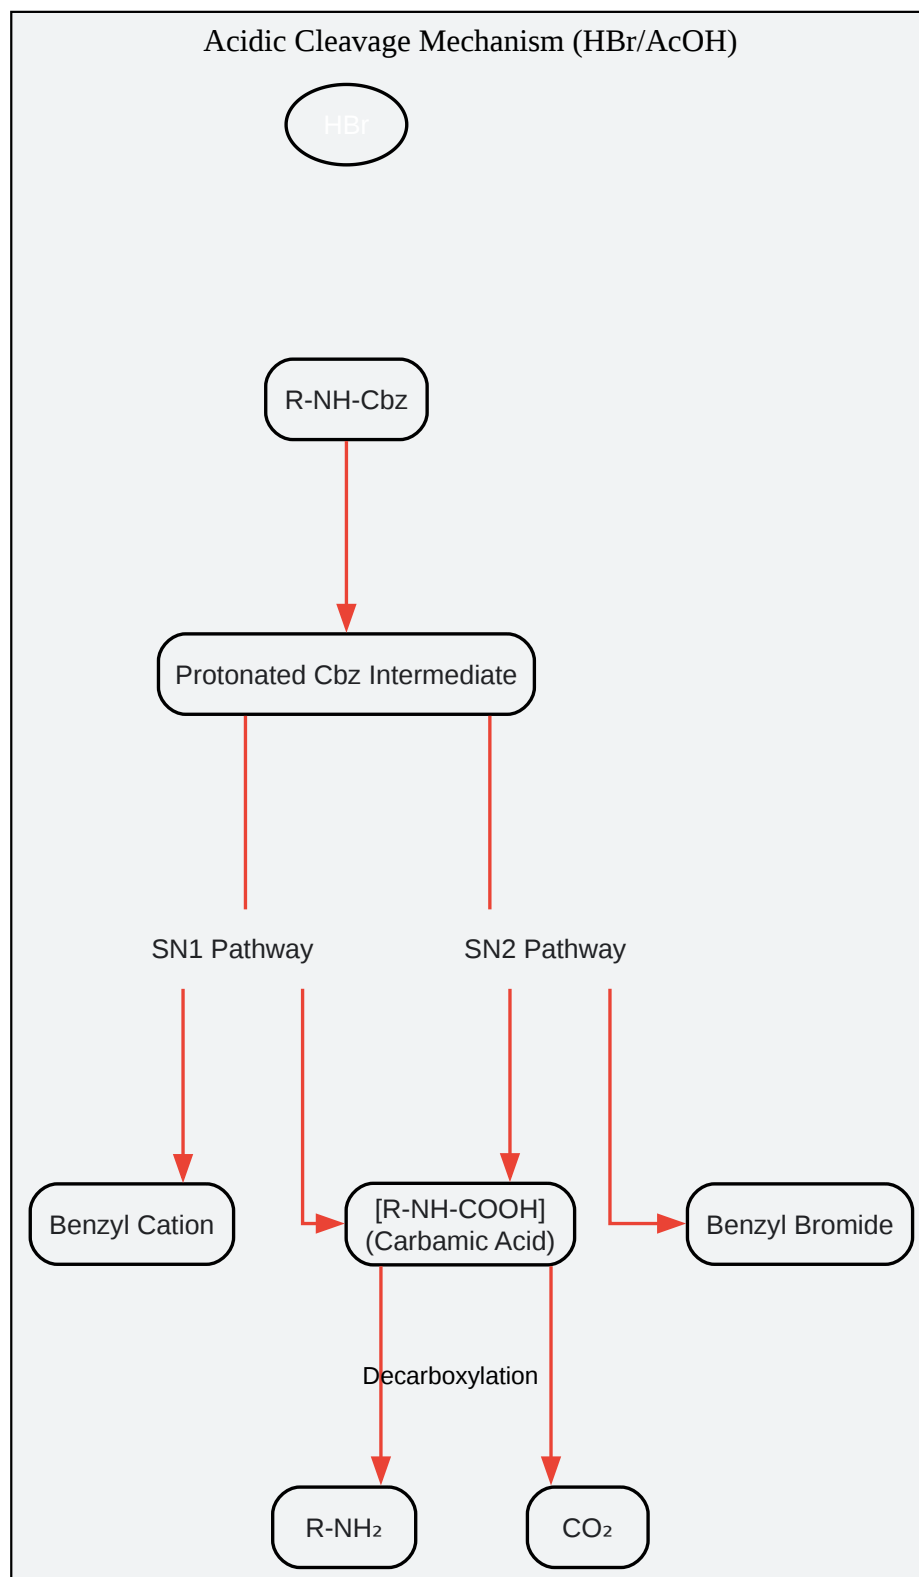 Acidic Cleavage Mechanism (HBr/AcOH)
HBr
R-NH-Cbz
Protonated Cbz Intermediate
SN1 Pathway
SN2 Pathway
Benzyl Cation
[R-NH-COOH]
(Carbamic Acid)
Benzyl Bromide
Decarboxylation
R-NH₂
CO₂